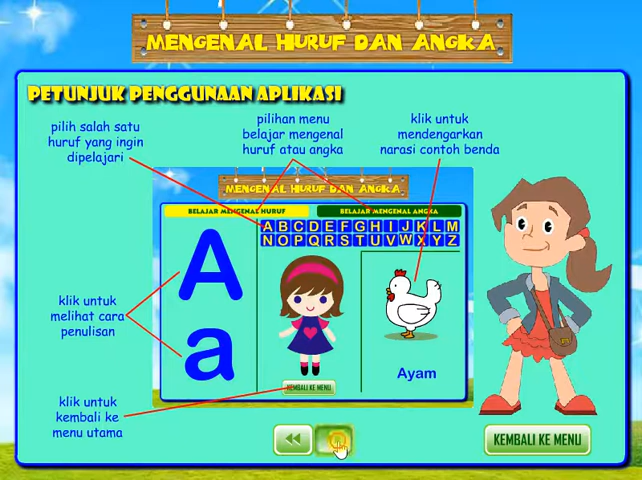 MENGENAL HURUF DAN ANGKA
PETUNJUK PENGGUNAAN APLIKASI
pilih salah satu
huruf yang ingin
dipelajari
pilihan menu
belajar mengenal
huruf atau angka
klik untuk
mendengarkan
narasi contoh benda
MENGENAL HURUF DAN ANGKA
BELAJAR MENGENAL HURUF
BELAJAR MENGENAL ANGKA
A B C D E F G H I J K L M
N O P Q R S T U V W X Y Z
A
a
Ayam
KEMBALI KE MENU
klik untuk
melihat cara
penulisan
klik untuk
kembali ke
menu utama
KEMBALI KE MENU